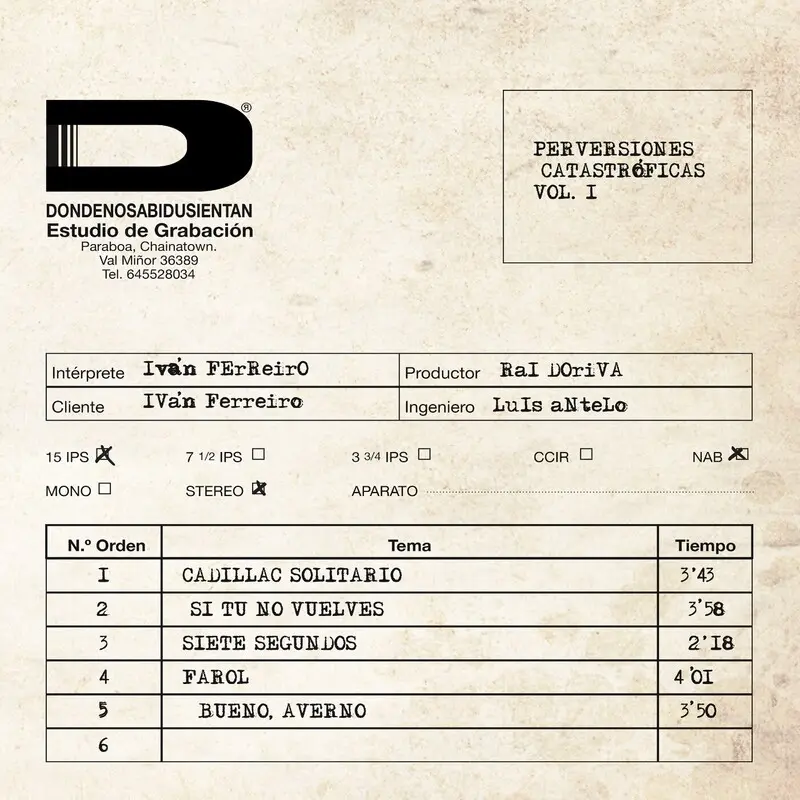 ®
DONDENOSABIDUSIENTAN
Estudio de Grabación
Paraboa, Chainatown.
Val Miñor 36389
Tel. 645528034
PERVERSIONES
CATASTRÓFICAS
VOL. I
Intérprete Iván FErReirO Productor RaI DOriVA
Cliente IVán Ferreiro Ingeniero LuIs aNteLo
15 IPS 7 1/2 IPS 3 3/4 IPS CCIR NAB
MONO STEREO APARATO
N.º Orden Tema Tiempo
I CADILLAC SOLITARIO 3'43
2 SI TU NO VUELVES 3'58
3 SIETE SEGUNDOS 2'I8
4 FAROL 4'OI
5 BUENO, AVERNO 3'50
6